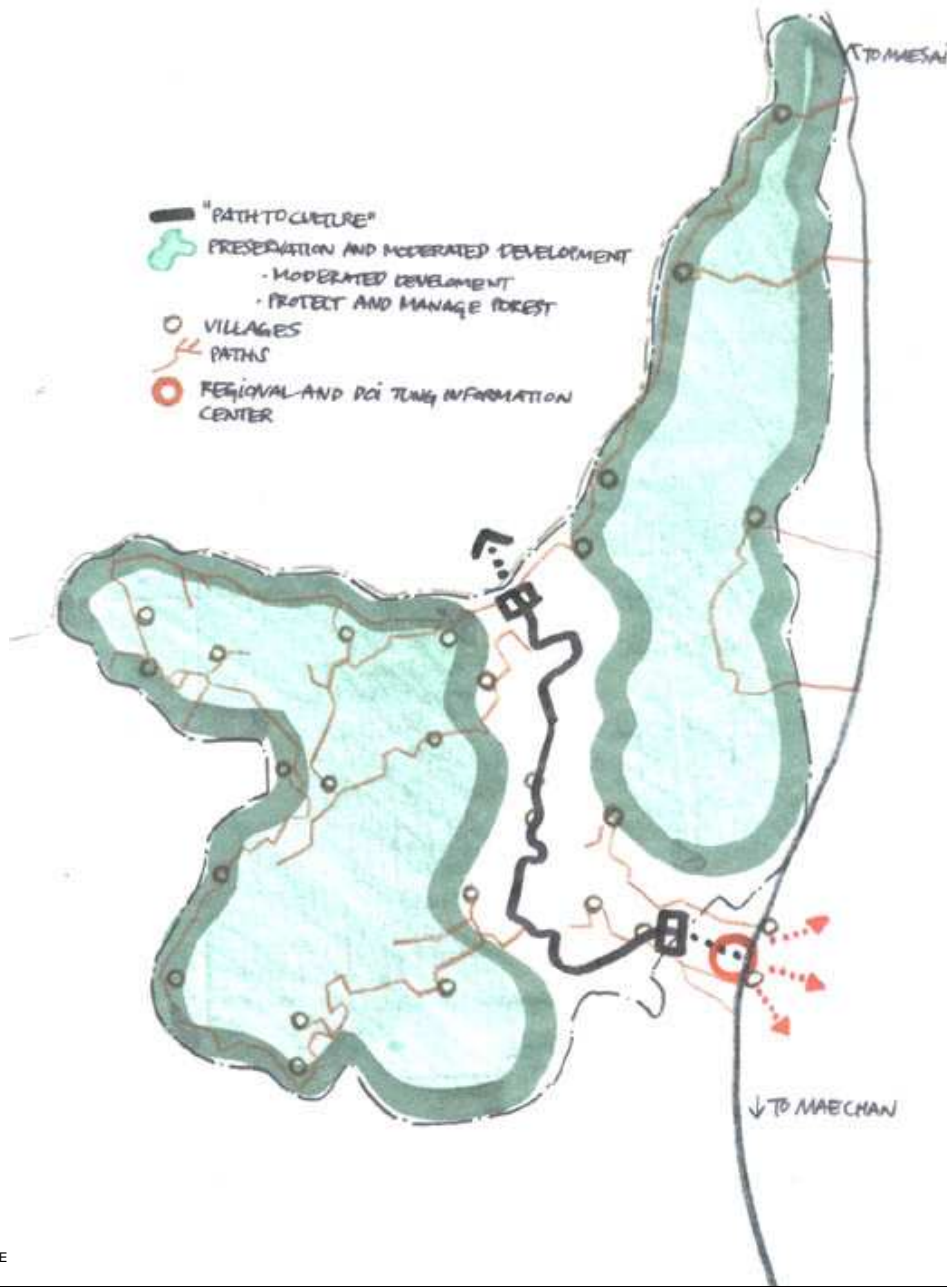 ↑ TO MAESAI
"PATH TO CULTURE"
PRESERVATION AND MODERATED DEVELOPMENT
· MODERATED DEVELOMENT
· PROTECT AND MANAGE FOREST
VILLAGES
PATHS
REGIONAL AND DOI TUNG INFORMATION
CENTER
↓ TO MAECHAN
E